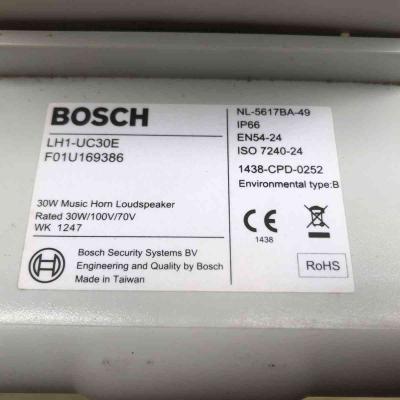 BOSCH
LH1-UC30E
F01U169386
30W Music Horn Loudspeaker
Rated 30W/100V/70V
WK 1247
Bosch Security Systems BV
Engineering and Quality by Bosch
Made in Taiwan
NL-5617BA-49
IP66
EN54-24
ISO 7240-24
1438-CPD-0252
Environmental type:B
CE
1438
RoHS